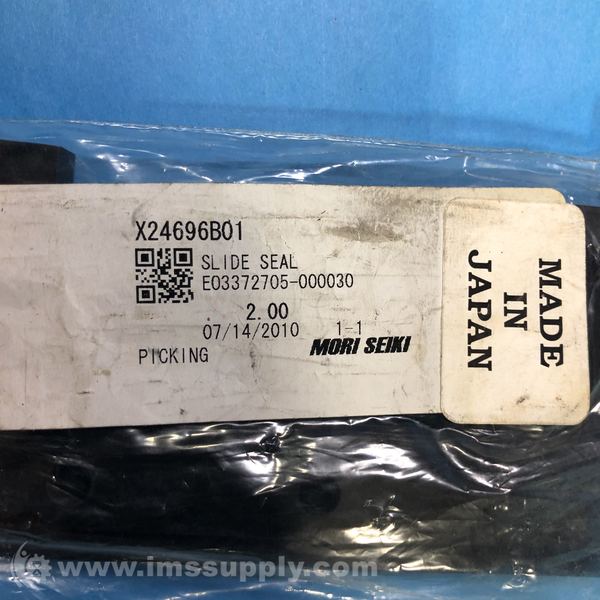 X24696B01
SLIDE SEAL
E03372705-000030
2.00
07/14/2010 1-1
PICKING
MORI SEIKI
MADE
IN
JAPAN
www.imssupply.com